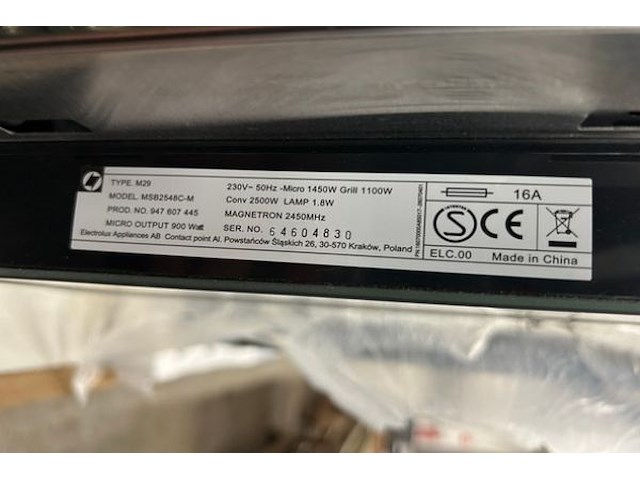 TYPE. M29
MODEL. MSB2548C-M
PROD. NO. 947 607 445
MICRO OUTPUT 900 Watt
Electrolux Appliances AB. Contact point Al. Powstańców Śląskich 26, 30-570 Kraków, Poland
230V~ 50Hz -Micro 1450W Grill 1100W
Conv 2500W LAMP 1.8W
MAGNETRON 2450MHz
SER. NO. 64604830
16A
S CE
ELC.00 Made in China